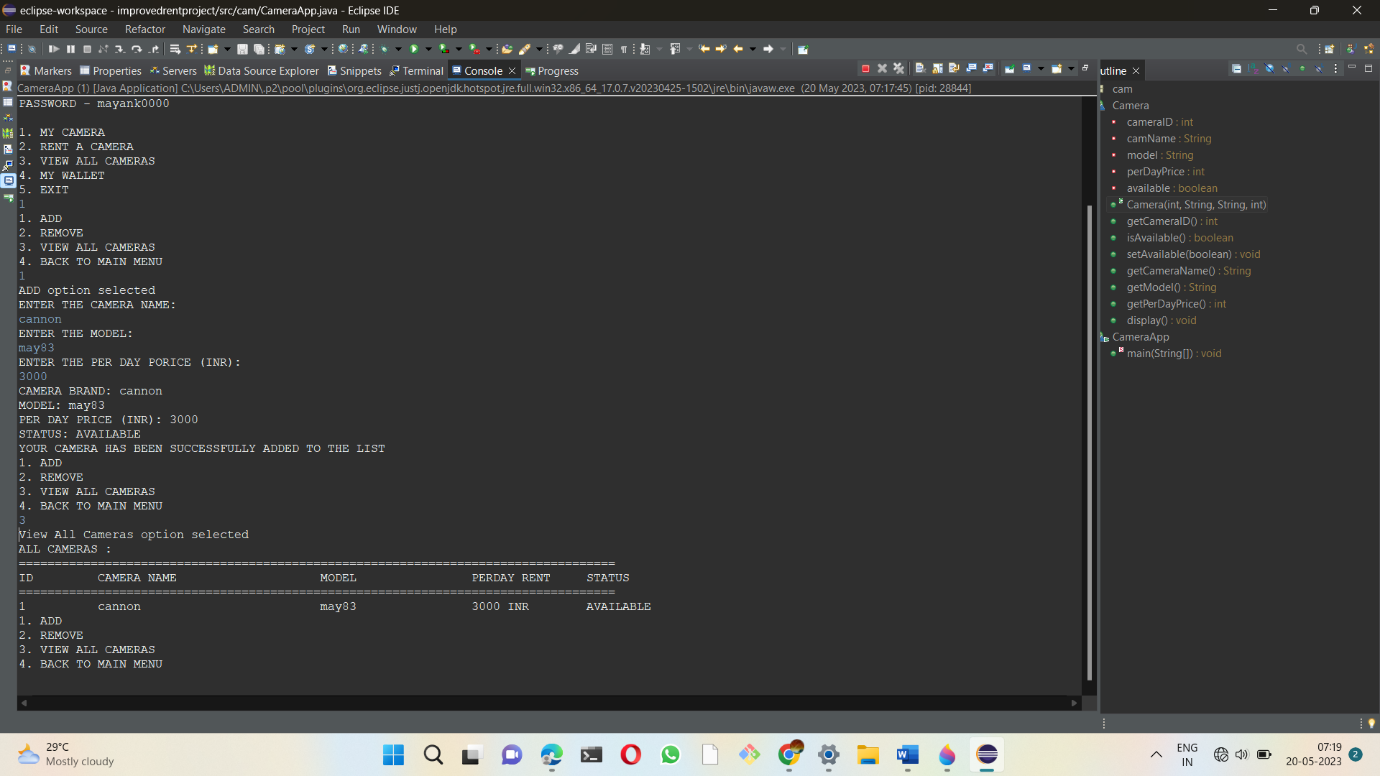 eclipse-workspace - improvedrentproject/src/cam/CameraApp.java - Eclipse IDE
File Edit Source Refactor Navigate Search Project Run Window Help
Markers Properties Servers Data Source Explorer Snippets Terminal Console Progress
CameraApp (1) [Java Application] C:\Users\ADMIN\.p2\pool\plugins\org.eclipse.justj.openjdk.hotspot.jre.full.win32.x86_64_17.0.7.v20230425-1502\jre\bin\javaw.exe (20 May 2023, 07:17:45) [pid: 28844]
PASSWORD - mayank0000
1. MY CAMERA
2. RENT A CAMERA
3. VIEW ALL CAMERAS
4. MY WALLET
5. EXIT
1
1. ADD
2. REMOVE
3. VIEW ALL CAMERAS
4. BACK TO MAIN MENU
1
ADD option selected
ENTER THE CAMERA NAME:
cannon
ENTER THE MODEL:
may83
ENTER THE PER DAY PORICE (INR):
3000
CAMERA BRAND: cannon
MODEL: may83
PER DAY PRICE (INR): 3000
STATUS: AVAILABLE
YOUR CAMERA HAS BEEN SUCCESSFULLY ADDED TO THE LIST
1. ADD
2. REMOVE
3. VIEW ALL CAMERAS
4. BACK TO MAIN MENU
3
View All Cameras option selected
ALL CAMERAS :
===================================================================================
ID CAMERA NAME MODEL PERDAY RENT STATUS
===================================================================================
1 cannon may83 3000 INR AVAILABLE
1. ADD
2. REMOVE
3. VIEW ALL CAMERAS
4. BACK TO MAIN MENU
utline
cam
Camera
cameraID : int
camName : String
model : String
perDayPrice : int
available : boolean
Camera(int, String, String, int)
getCameraID() : int
isAvailable() : boolean
setAvailable(boolean) : void
getCameraName() : String
getModel() : String
getPerDayPrice() : int
display() : void
CameraApp
main(String[]) : void
29°C
Mostly cloudy
ENG
IN
07:19
20-05-2023
2